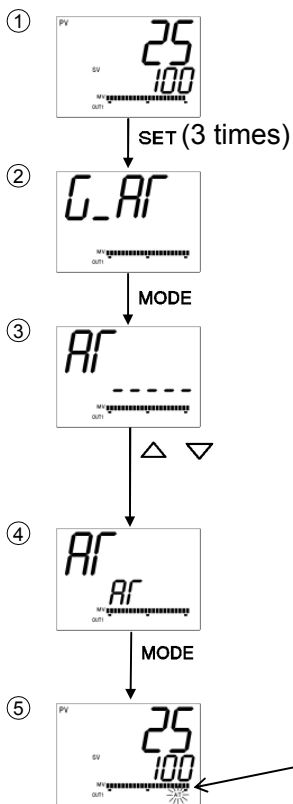 ①
PV 25
SV 100
MV
OUT1
SET (3 times)
②
G_AT
MV
OUT1
MODE
③
AT
-----
MV
OUT1
△ ▽
④
AT
AT
MV
OUT1
MODE
⑤
PV 25
SV 100
MV
OUT1 AT